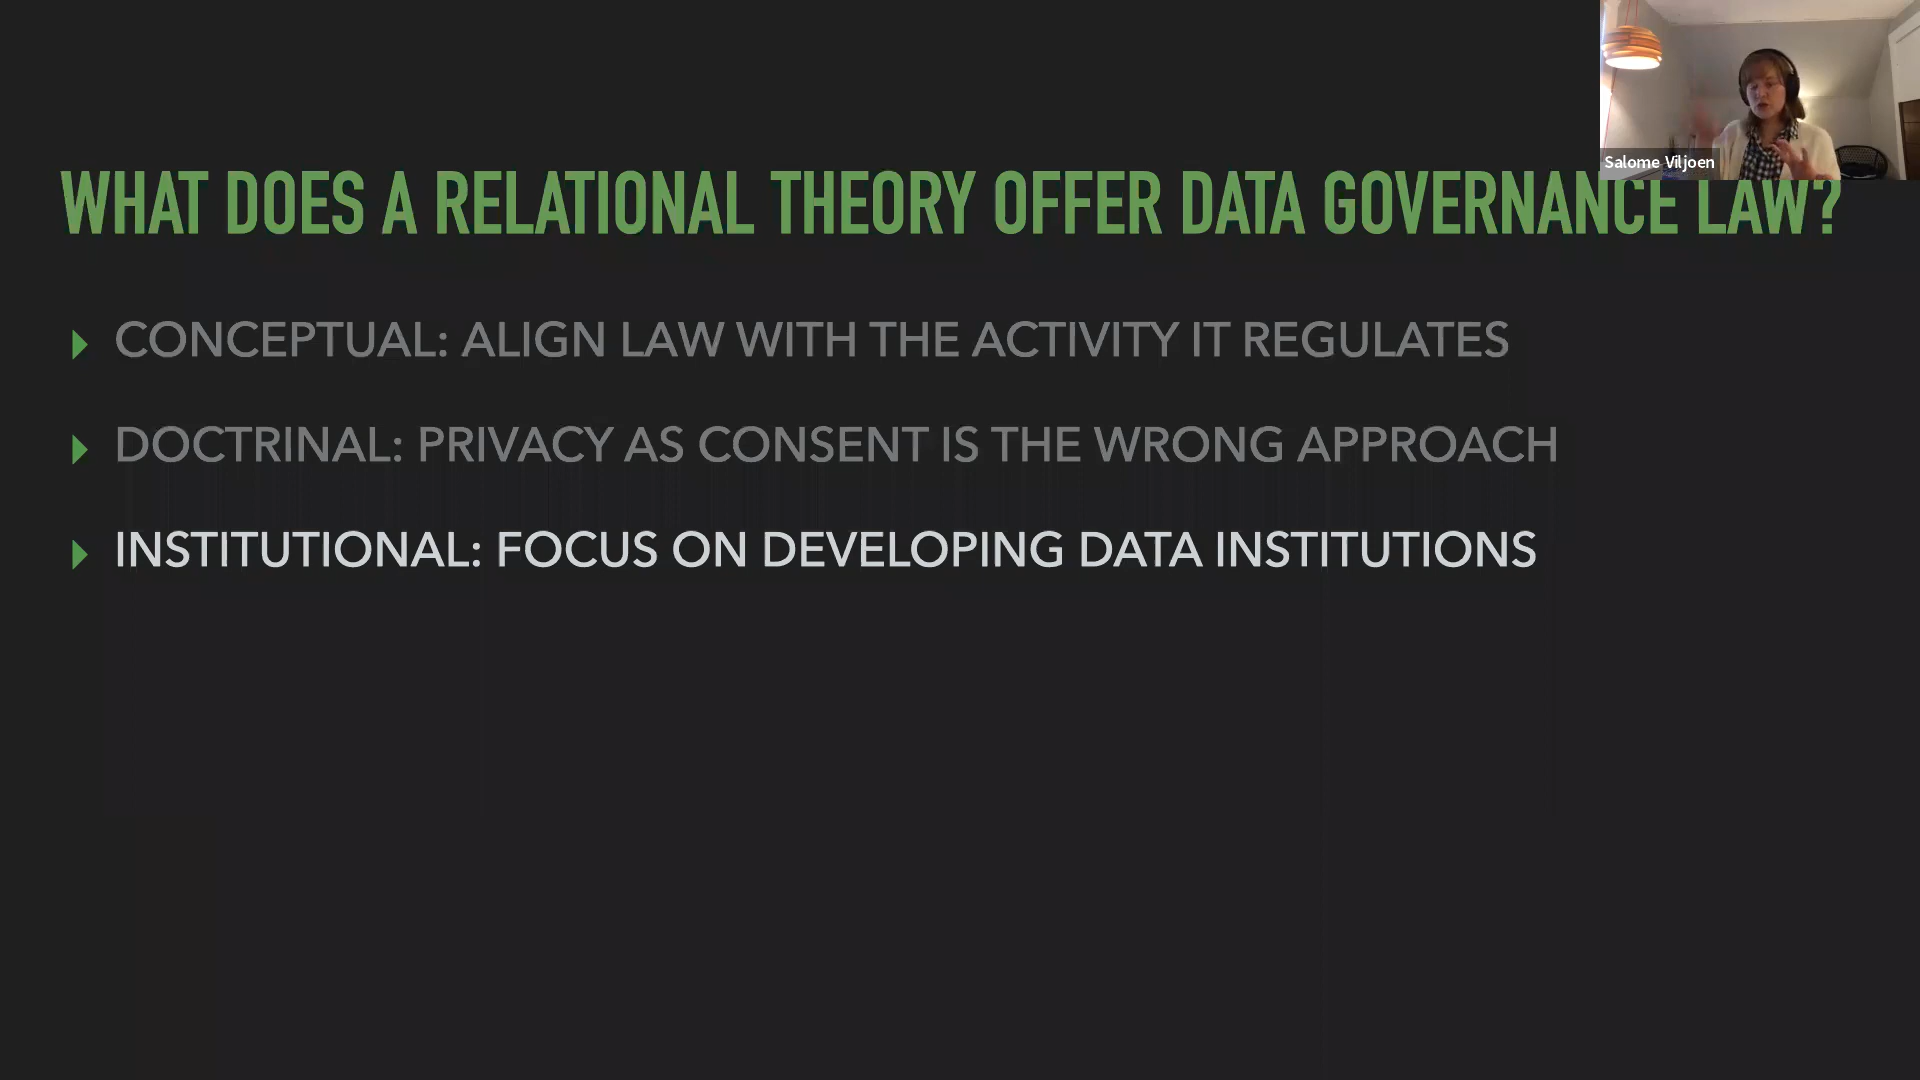 Salome Viljoen
WHAT DOES A RELATIONAL THEORY OFFER DATA GOVERNANCE LAW?
CONCEPTUAL: ALIGN LAW WITH THE ACTIVITY IT REGULATES
DOCTRINAL: PRIVACY AS CONSENT IS THE WRONG APPROACH
INSTITUTIONAL: FOCUS ON DEVELOPING DATA INSTITUTIONS